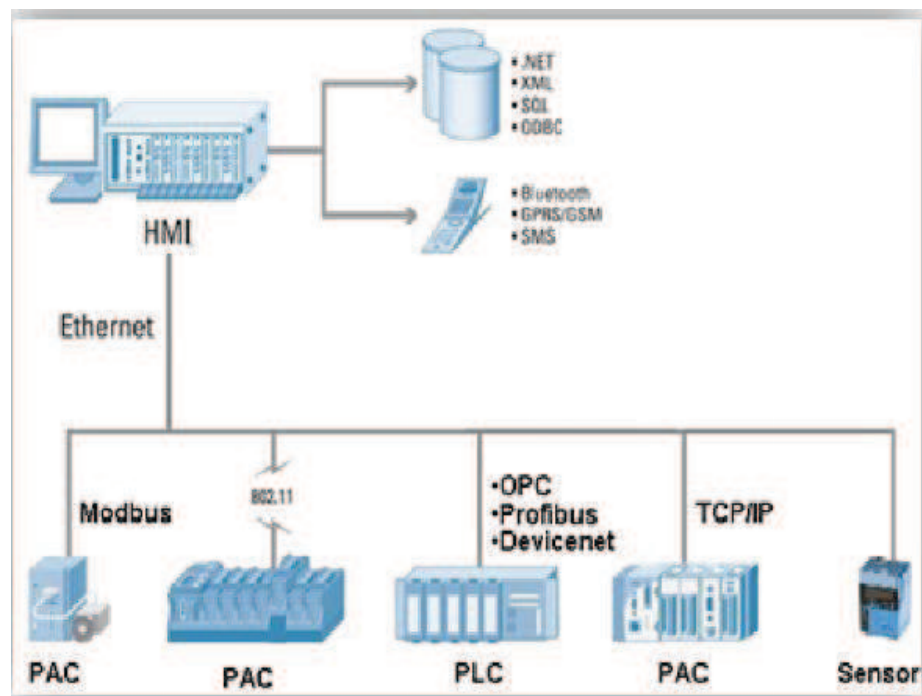 • .NET
• XML
• SQL
• ODBC
• Bluetooth
• GPRS/GSM
• SMS
HMI
Ethernet
802.11
Modbus
•OPC
•Profibus
•Devicenet
TCP/IP
PAC
PAC
PLC
PAC
Sensor